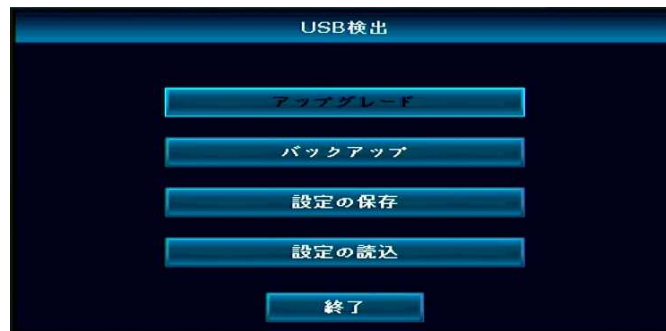 USB検出
アップグレード
バックアップ
設定の保存
設定の読込
終了